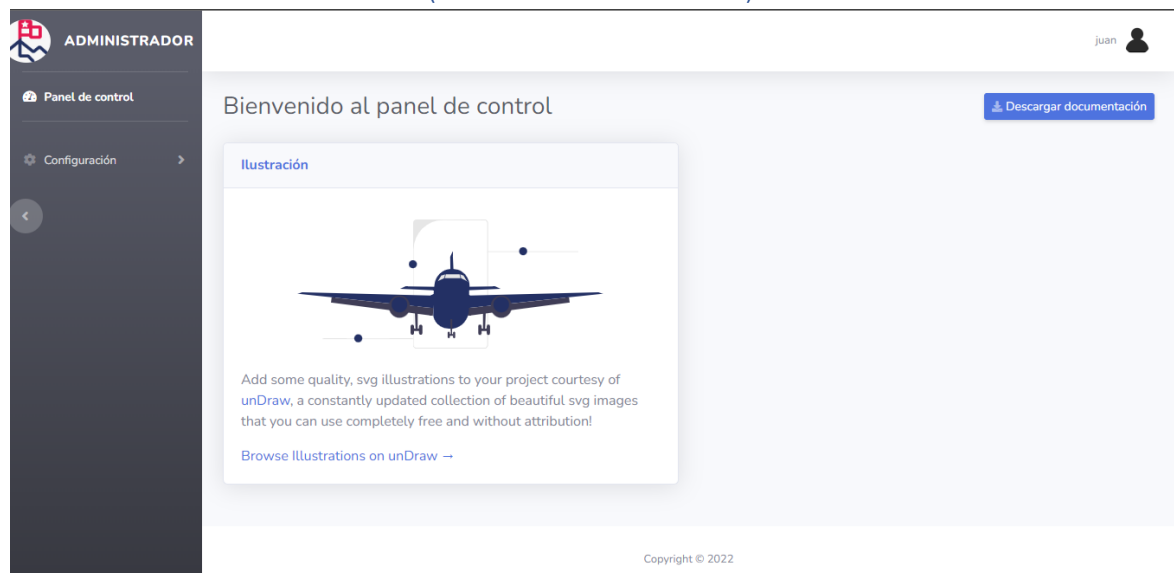 ADMINISTRADOR
juan
Panel de control
Bienvenido al panel de control
Descargar documentación
Configuración
Ilustración
Add some quality, svg illustrations to your project courtesy of
unDraw, a constantly updated collection of beautiful svg images
that you can use completely free and without attribution!
Browse Illustrations on unDraw →
Copyright © 2022